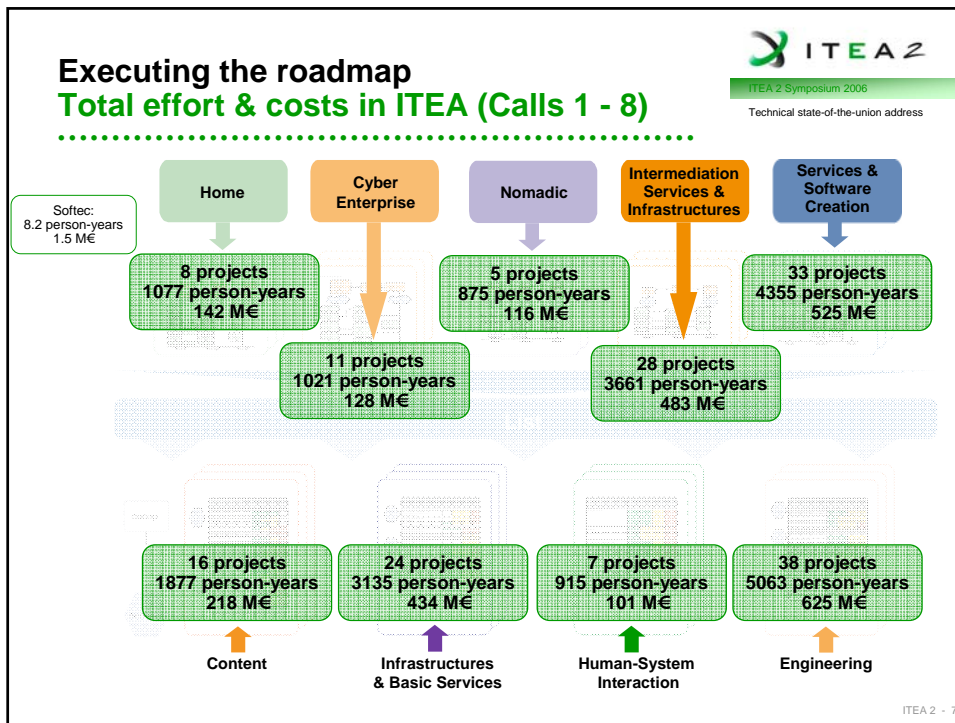 Executing the roadmap
Total effort & costs in ITEA (Calls 1 - 8)
ITEA2
ITEA 2 Symposium 2006
Technical state-of-the-union address
Softec:
8.2 person-years
1.5 M€
Home
Cyber
Enterprise
Nomadic
Intermediation
Services &
Infrastructures
Services &
Software
Creation
8 projects
1077 person-years
142 M€
11 projects
1021 person-years
128 M€
5 projects
875 person-years
116 M€
28 projects
3661 person-years
483 M€
33 projects
4355 person-years
525 M€
16 projects
1877 person-years
218 M€
24 projects
3135 person-years
434 M€
7 projects
915 person-years
101 M€
38 projects
5063 person-years
625 M€
Content
Infrastructures
& Basic Services
Human-System
Interaction
Engineering
ITEA 2 - 7